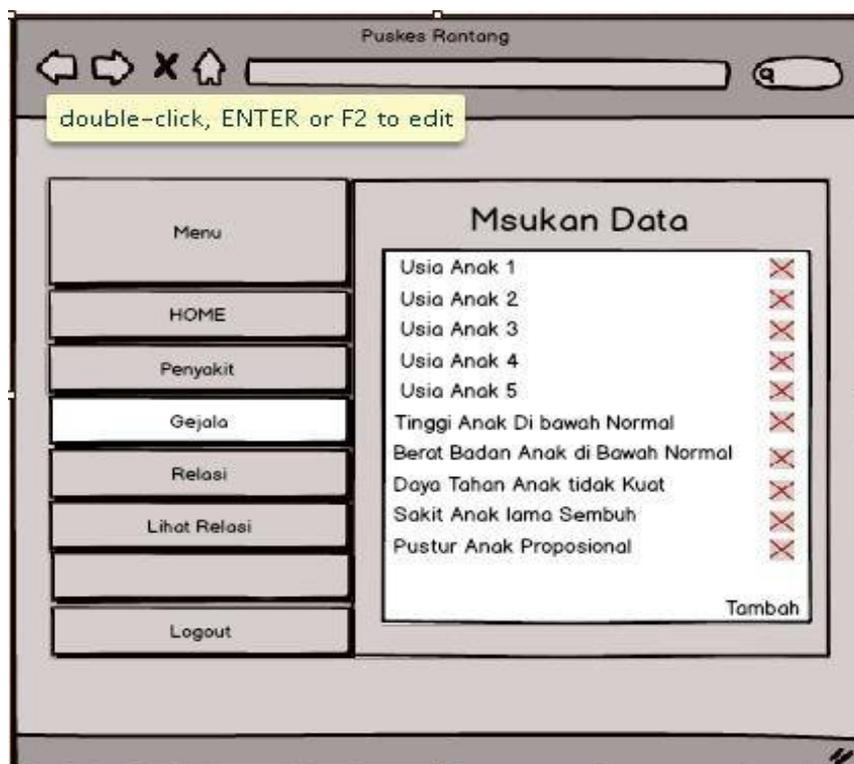 Puskes Rantang
double-click, ENTER or F2 to edit
Menu
HOME
Penyakit
Gejala
Relasi
Lihat Relasi
Logout
Msukan Data
Usia Anak 1
Usia Anak 2
Usia Anak 3
Usia Anak 4
Usia Anak 5
Tinggi Anak Di bawah Normal
Berat Badan Anak di Bawah Normal
Daya Tahan Anak tidak Kuat
Sakit Anak lama Sembuh
Pustur Anak Proposional
Tambah